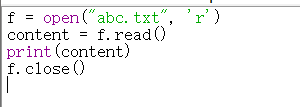 f = open("abc.txt", 'r')
content = f.read()
print(content)
f.close()